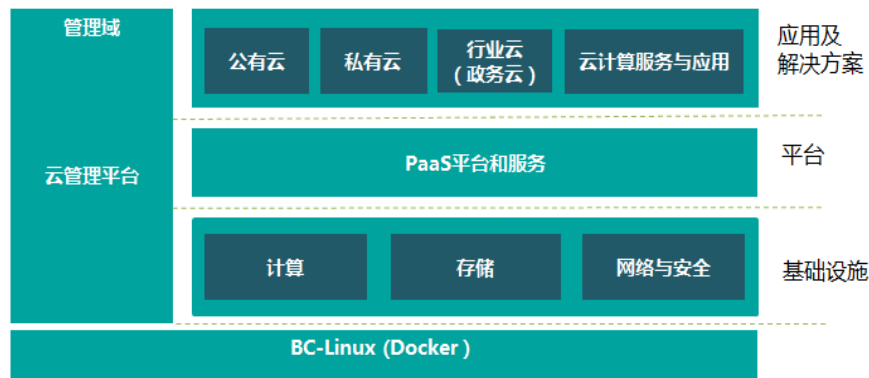 管理域
云管理平台
公有云
私有云
行业云
（政务云）
云计算服务与应用
应用及
解决方案
PaaS平台和服务
平台
计算
存储
网络与安全
基础设施
BC-Linux (Docker）